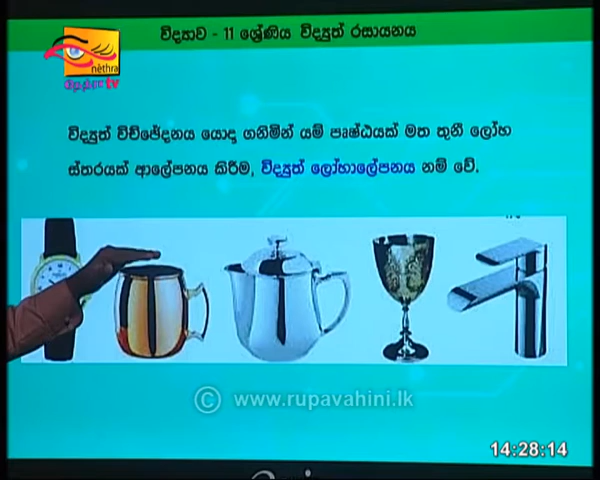 විද්‍යාව - 11 ශ්‍රේණිය විද්‍යුත් රසායනය
nethra
tv
විද්‍යුත් විච්ඡේදනය යොදා ගනිමින් යම් පෘෂ්ඨයක් මත තුනී ලෝහ
ස්තරයක් ආලේපනය කිරීම, විද්‍යුත් ලෝහාලේපනය නම් වේ.
© www.rupavahini.lk
14:28:14